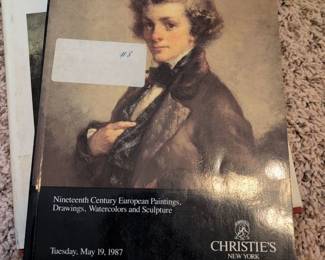 #8
Nineteenth Century European Paintings,
Drawings, Watercolors and Sculpture
Tuesday, May 19, 1987
CHRISTIE'S
NEW YORK